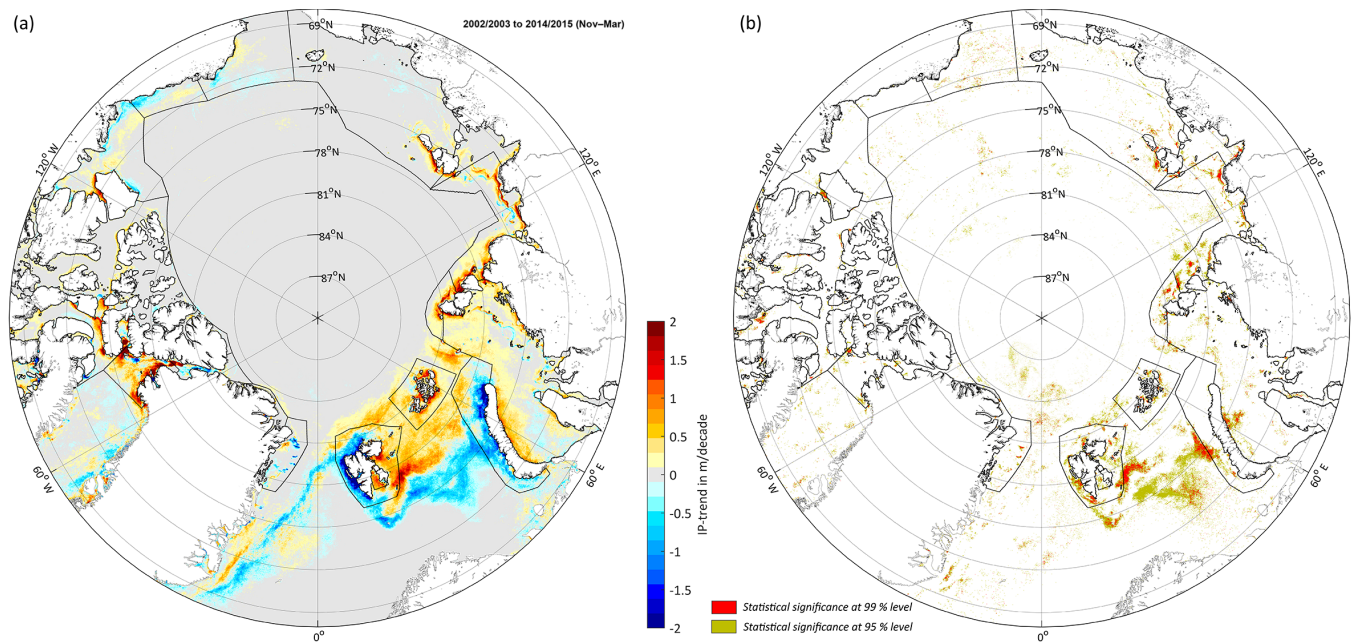 (a)
2002/2003 to 2014/2015 (Nov–Mar)
69°N
72°N
75°N
78°N
81°N
84°N
87°N
120° W
120° E
60° W
60° E
0°
2
1.5
1
0.5
0
-0.5
-1
-1.5
-2
IP-trend in m/decade
(b)
69°N
72°N
75°N
78°N
81°N
84°N
87°N
120° W
120° E
60° W
60° E
0°
Statistical significance at 99 % level
Statistical significance at 95 % level